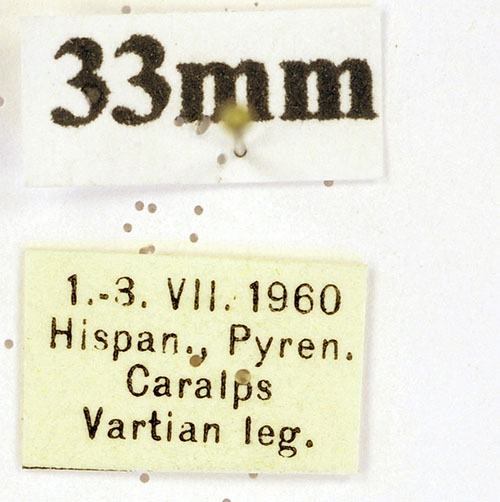 33mm
1.-3. VII. 1960
Hispan., Pyren.
Caralps
Vartian leg.